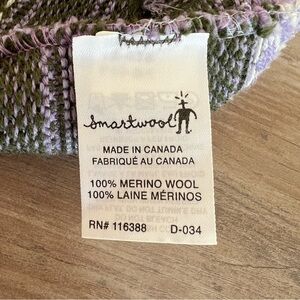 Smartwool
MADE IN CANADA
FABRIQUÉ AU CANADA
100% MERINO WOOL
100% LAINE MÉRINOS
RN# 116388 D-034